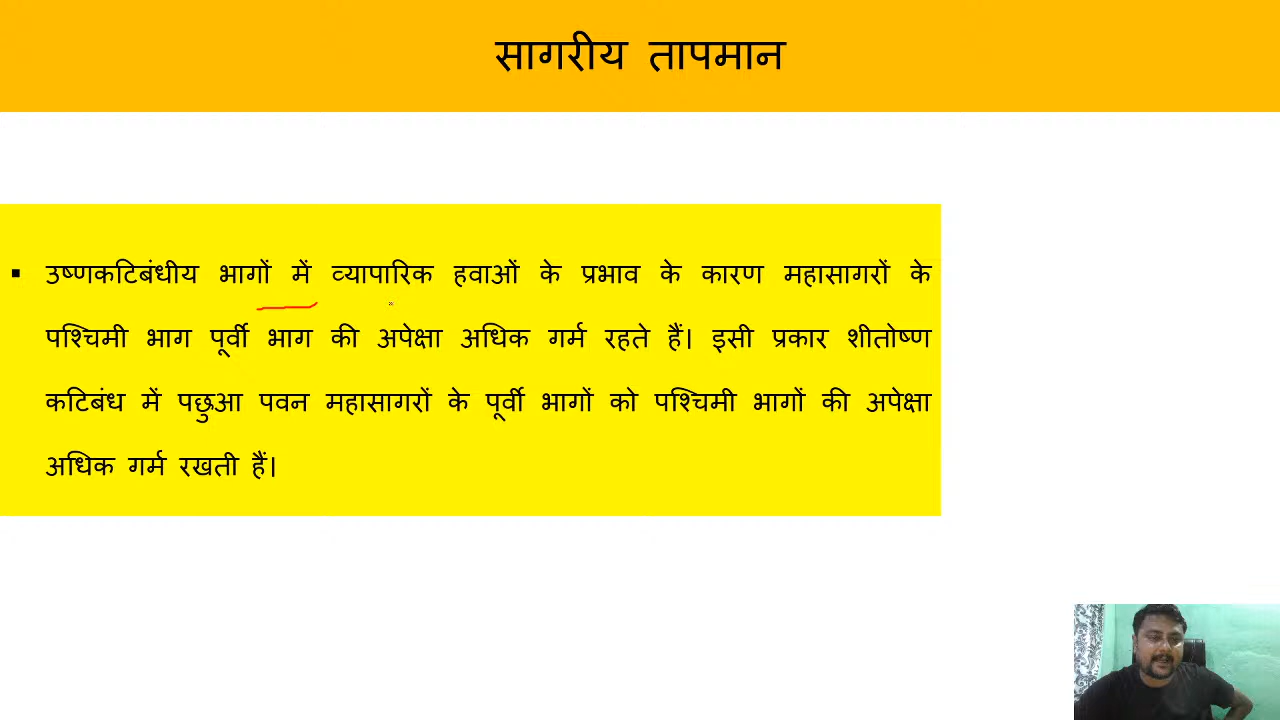 सागरीय तापमान
▪ उष्णकटिबंधीय भागों में व्यापारिक हवाओं के प्रभाव के कारण महासागरों के
पश्चिमी भाग पूर्वी भाग की अपेक्षा अधिक गर्म रहते हैं। इसी प्रकार शीतोष्ण
कटिबंध में पछुआ पवन महासागरों के पूर्वी भागों को पश्चिमी भागों की अपेक्षा
अधिक गर्म रखती हैं।